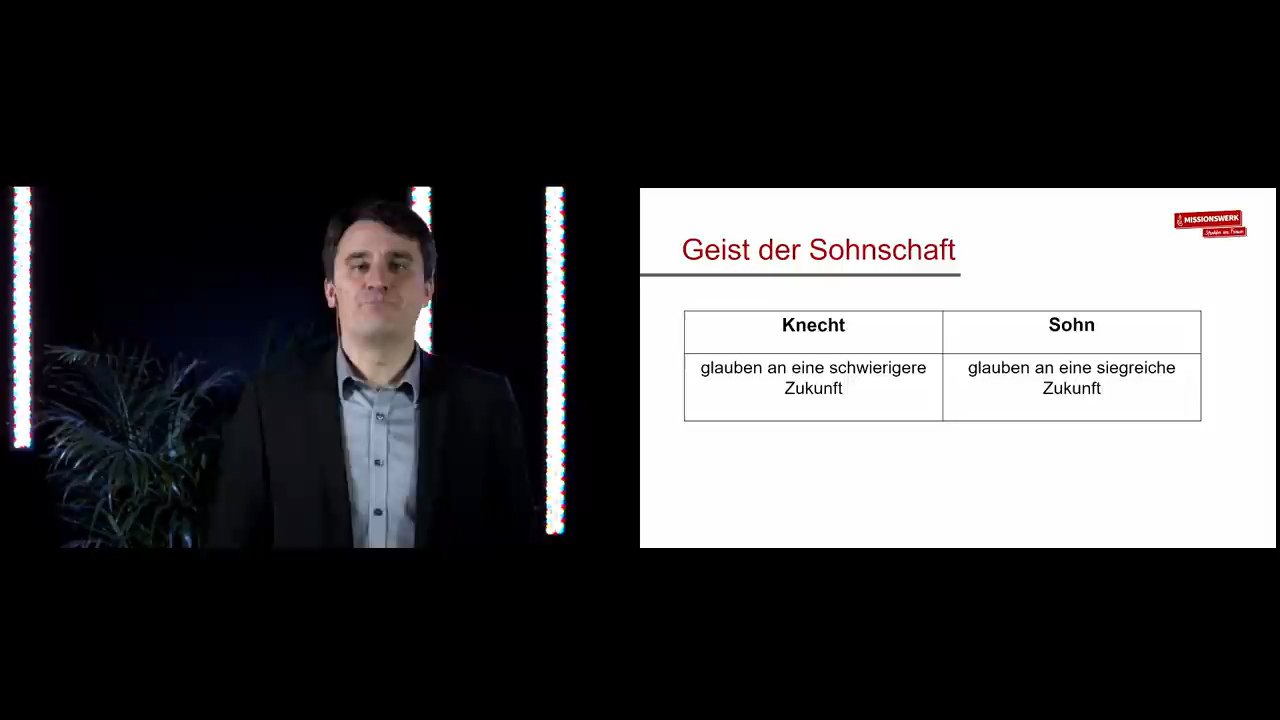 MISSIONSWERK
Geist der Sohnschaft
Knecht
Sohn
glauben an eine schwierigere
Zukunft
glauben an eine siegreiche
Zukunft